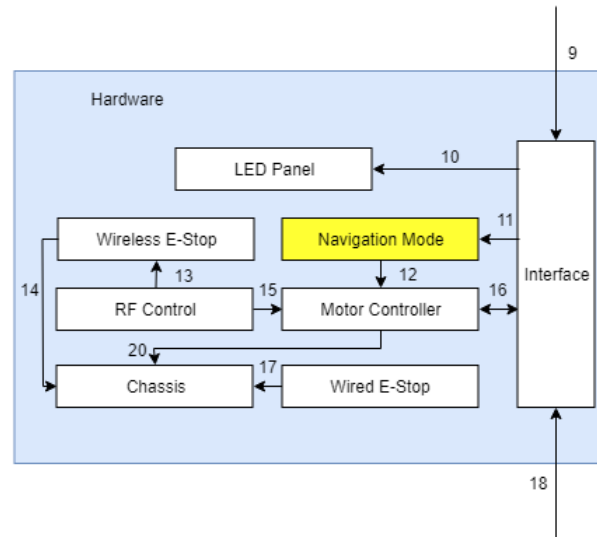 9
Hardware
10
LED Panel
11
Wireless E-Stop
Navigation Mode
Interface
14
13
12
15
16
RF Control
Motor Controller
20
17
Chassis
Wired E-Stop
18